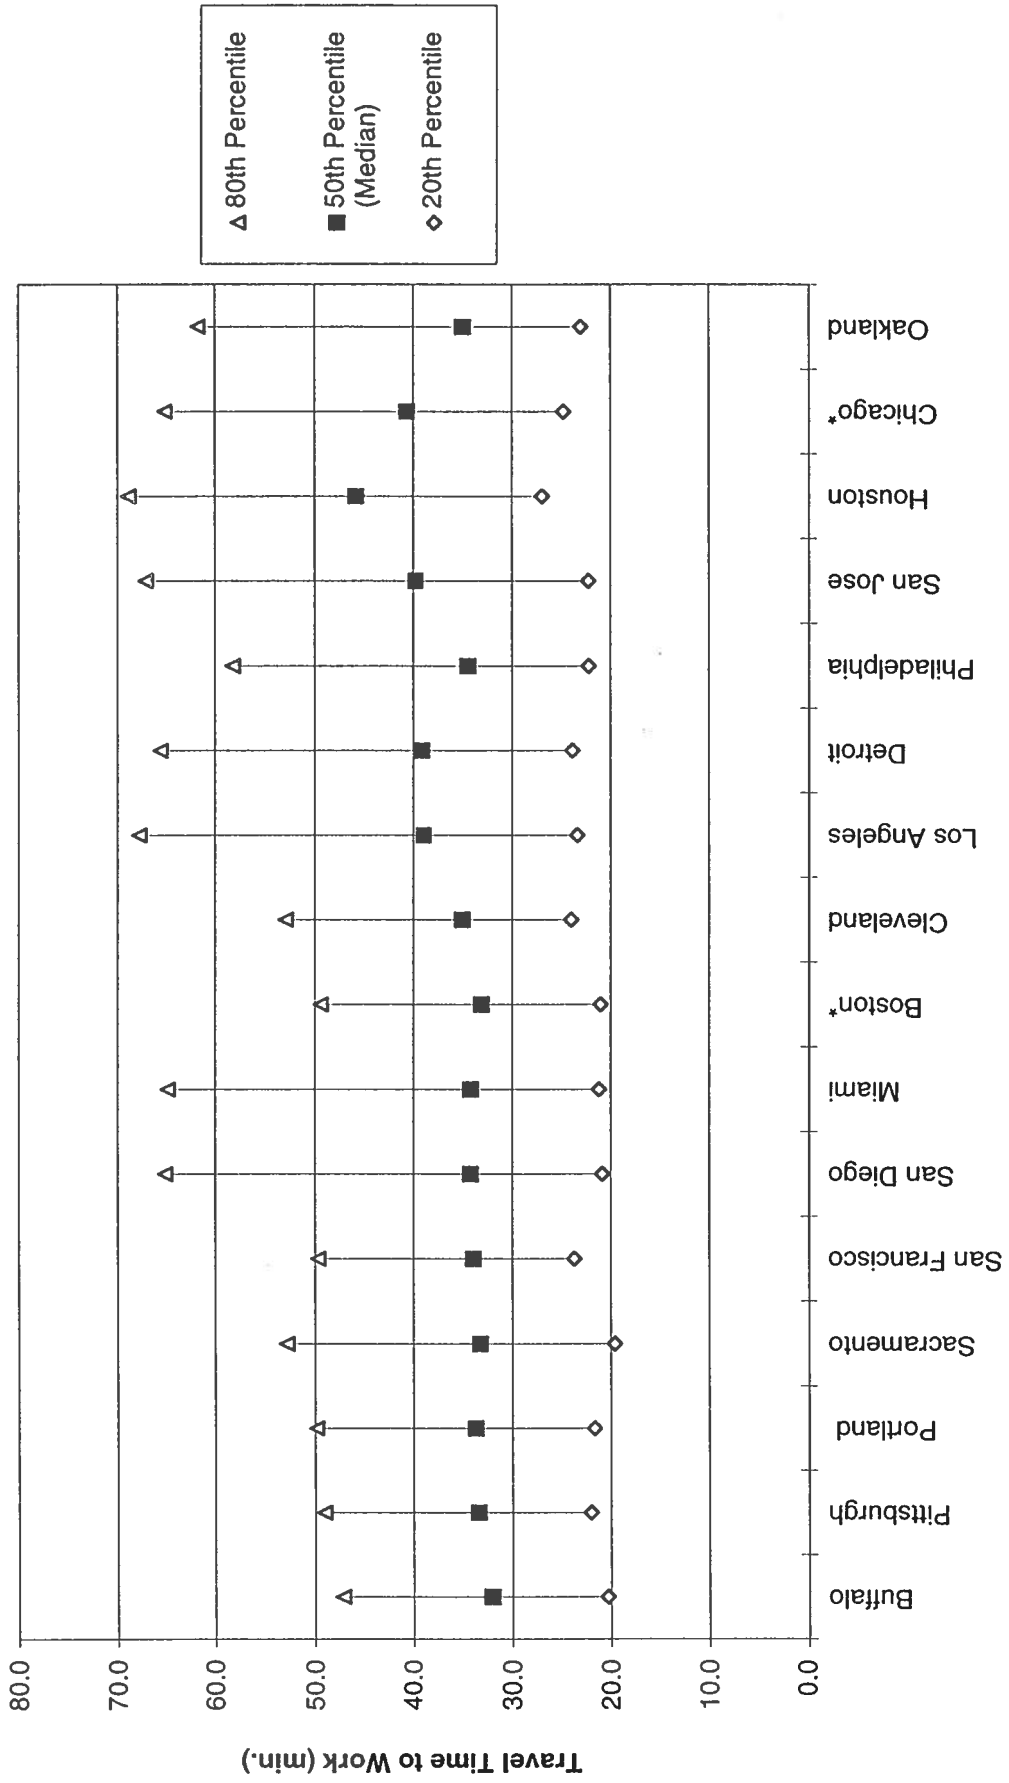 80th Percentile
50th Percentile
(Median)
20th Percentile
Travel Time to Work (min.)
80.0
70.0
60.0
50.0
40.0
30.0
20.0
10.0
0.0
Buffalo
Pittsburgh
Portland
Sacramento
San Francisco
San Diego
Miami
Boston*
Cleveland
Los Angeles
Detroit
Philadelphia
San Jose
Houston
Chicago*
Oakland